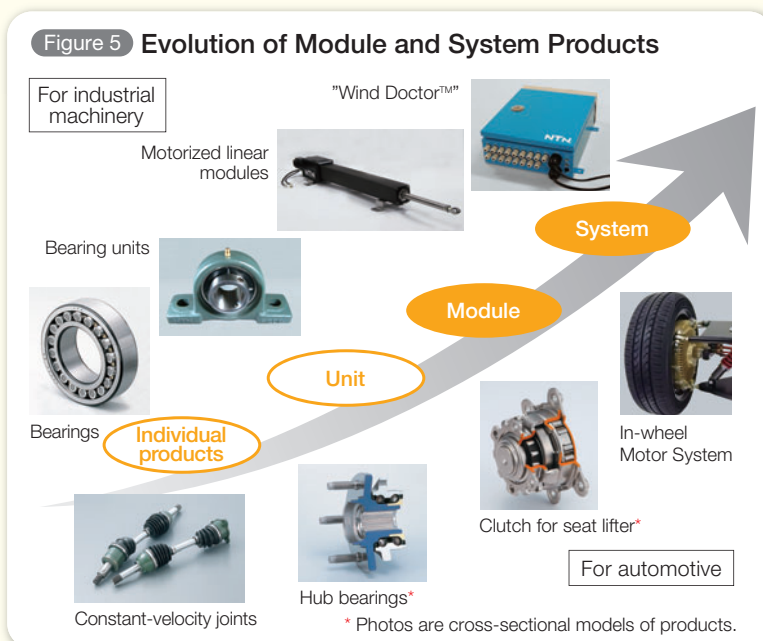 Figure 5 Evolution of Module and System Products
For industrial
machinery
"Wind Doctor™"
NTN
Motorized linear
modules
System
Bearing units
Module
Unit
Bearings
Individual
products
In-wheel
Motor System
Clutch for seat lifter*
For automotive
Constant-velocity joints
Hub bearings*
* Photos are cross-sectional models of products.